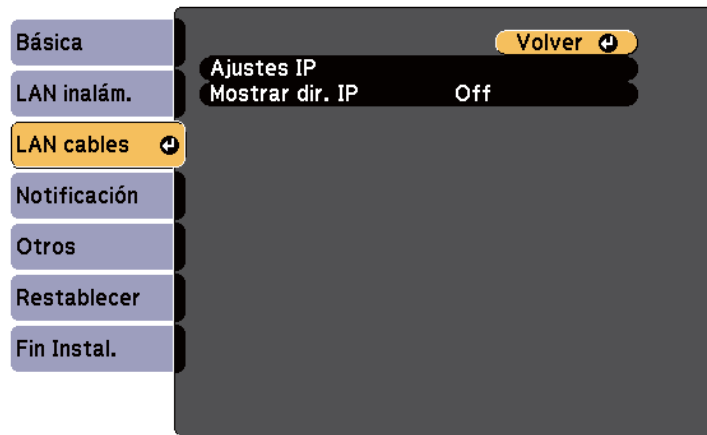 Básica
LAN inalám.
LAN cables
Notificación
Otros
Restablecer
Fin Instal.
Volver
Ajustes IP
Mostrar dir. IP Off